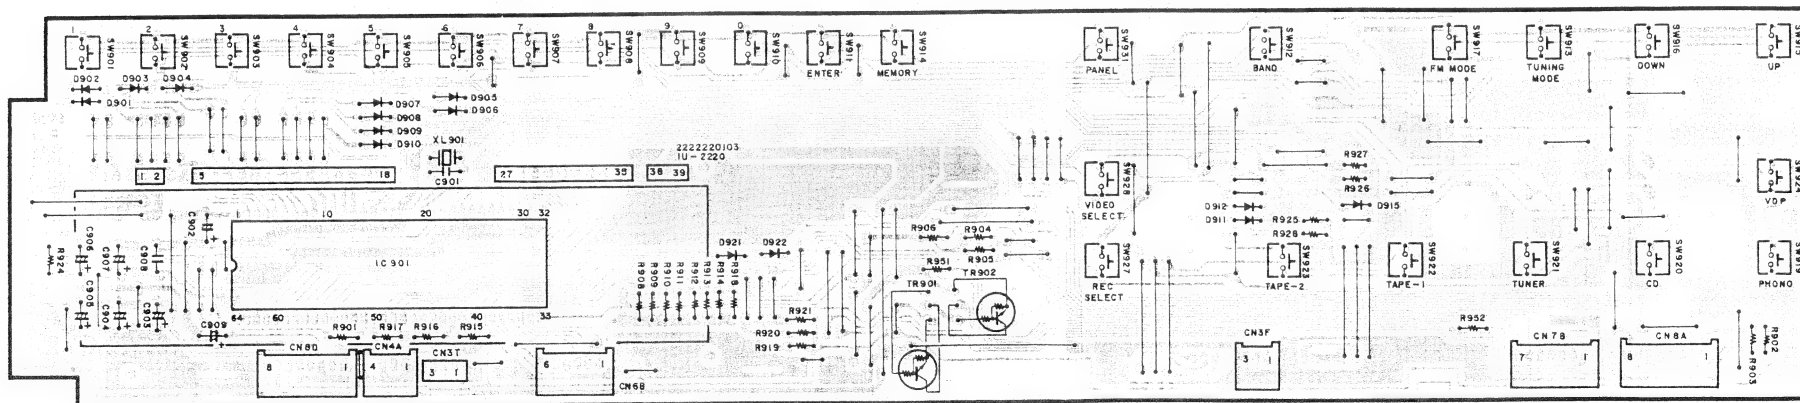 1 2 3 4 5 6 7 8 9 0
SW901 SW902 SW903 SW904 SW905 SW906 SW907 SW908 SW909 SW910 SW911 SW914 SW931 SW912 SW917 SW913 SW916 SW915
ENTER MEMORY PANEL BAND FM MODE TUNING MODE DOWN UP
D902 D903 D904
D901
D905
D906
D907
D908
D909
D910
XL901
C901
2222220103
1U-2220
1 2 5 18 27 35 38 39
R927
R926
SW928
VIDEO
SELECT
SW924
VDP
D912
D911
D915
R925
R928
1 10 20 30 32
C902
IC901
R924 C906 C907 C908
C905 C904 C903
C909
64 60 50 40 33
D921 D922
R908 R909 R910 R911 R912 R913 R914 R918
R906 R904
R905
R951
TR902
TR901
R921
R920
R919
SW927
REC
SELECT
SW923
TAPE-2
SW922
TAPE-1
SW921
TUNER
SW920
CD
SW919
PHONO
R901 R917 R916 R915
CN8D CN4A CN3T
8 1 4 1 3 1 6 1
CN6B
CN3F
3 1
R952
CN7B
7 1
CN8A
8 1
R902
R903